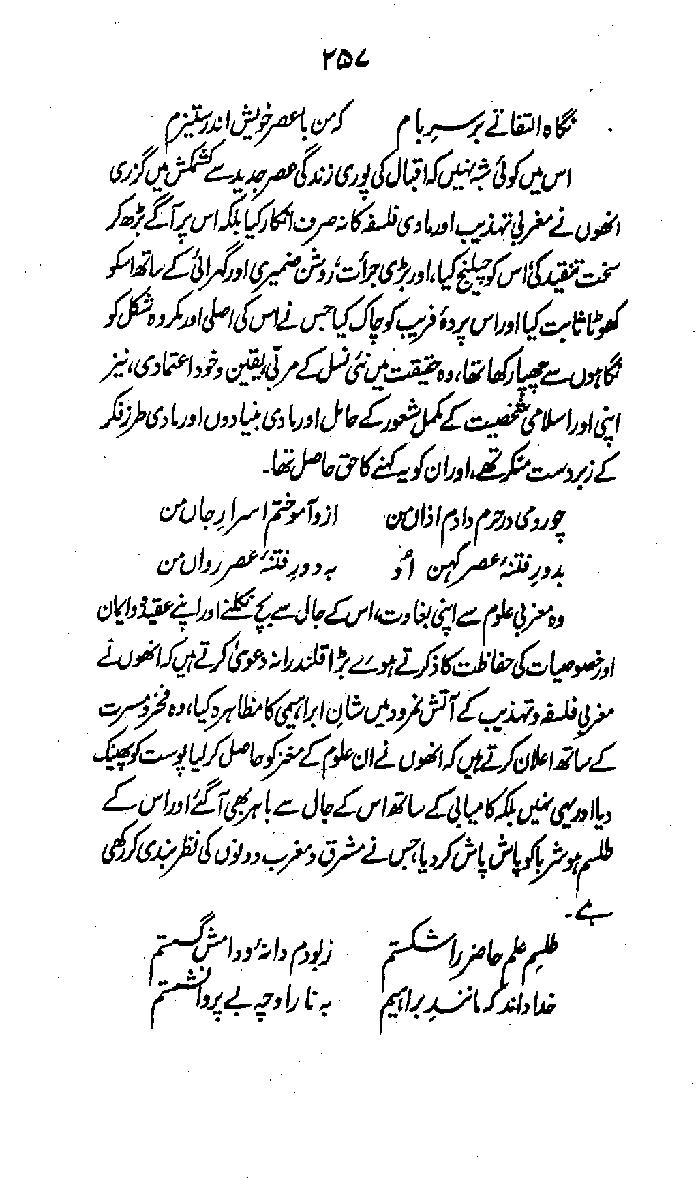 ۲۵۷
نگاہ التفاتے بر سرِ بام    کہ من با عصر خویش اندر ستیزم
اس میں کوئی شبہ نہیں کہ اقبال کی پوری زندگی عصر جدید سے کشمکش میں گزری
انھوں نے مغربی تہذیب اور مادی فلسفہ کا نہ صرف انکار کیا بلکہ اس پر آگے بڑھ کر
سخت تنقید کی اس کو چیلنج کیا، اور بڑی جرأت، روشن ضمیری اور گہرائی کے ساتھ اسکو
کھوٹا ثابت کیا اور اس پردۂ فریب کو چاک کیا جس نے اس کی اصلی اور مکروہ شکل کو
نگاہوں سے چھپا رکھا تھا، وہ حقیقت میں نئی نسل کے مربی یقین و خود اعتمادی، نیز
اپنی اور اسلامی شخصیت کے مکمل شعور کے حامل اور مادی بنیادوں اور مادی طرز فکر
کے زبردست منکر تھے، اور ان کو یہ کہنے کا حق حاصل تھا۔
چو رومی در حرم دادم اذاں من    ازو آموختم اسرارِ جاں من
بدورِ فتنۂ عصرِ کہن اُو    بہ دورِ فتنۂ عصرِ رواں من
وہ مغربی علوم سے اپنی بغاوت، اس کے جال سے بچ نکلنے اور اپنے عقیدۂ و ایمان
اور خصوصیات کی حفاظت کا ذکر کرتے ہوئے بڑا قلندرانہ دعویٰ کرتے ہیں کہ انھوں نے
مغربی فلسفہ و تہذیب کے آتش نمرود میں شانِ ابراہیمی کا مظاہرہ کیا، وہ فخر و مسرت
کے ساتھ اعلان کرتے ہیں کہ انھوں نے ان علوم کے مغز کو حاصل کر لیا پوست کو پھینک
دیا اور یہی نہیں بلکہ کامیابی کے ساتھ اس کے جال سے باہر بھی آگئے اور اس کے
طلسم ہوشربا کو پاش پاش کر دیا، جس نے مشرق و مغرب دونوں کی نظر بندی کر رکھی
ہے۔
طلسِم علم حاضر را شکستم    ربودم دانہ و دامش گسستم
خدا داند کہ مانندِ براہیم    بہ نار او چہ بے پروا نشستم